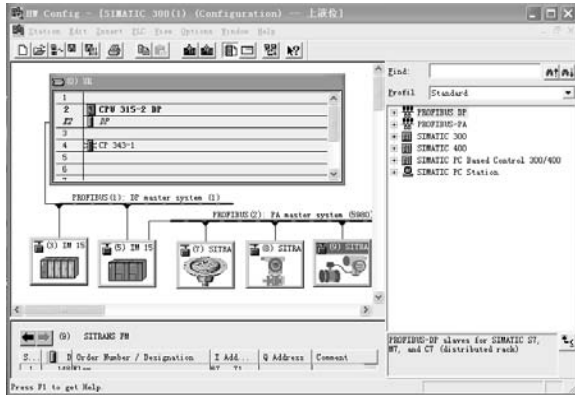 HW Config - [SIMATIC 300(1) (Configuration) -- 上液位]
Station Edit Insert PLC View Options Window Help
(0) UR
1
2 CPU 315-2 DP
X2 DP
3
4 CP 343-1
5
6
PROFIBUS(1): DP master system (1)
PROFIBUS(2): PA master system
(3) IM 15
(5) IM 15
(7) SITRA
(8) SITRA
(9) SITRA
(9) SITRANS FM
S... D Order Number / Designation I Add... Q Address Comment
Press F1 to get Help.
Find:
Profil Standard
PROFIBUS DP
PROFIBUS-PA
SIMATIC 300
SIMATIC 400
SIMATIC PC Based Control 300/400
SIMATIC PC Station
PROFIBUS-DP slaves for SIMATIC S7,
M7, and C7 (distributed rack)